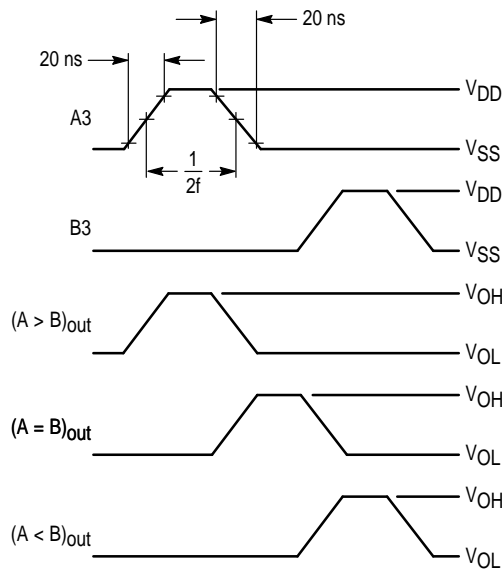 20 ns
20 ns
A3
V_DD
V_SS
1
2f
B3
V_DD
V_SS
(A > B)out
V_OH
V_OL
(A = B)out
V_OH
V_OL
(A < B)out
V_OH
V_OL